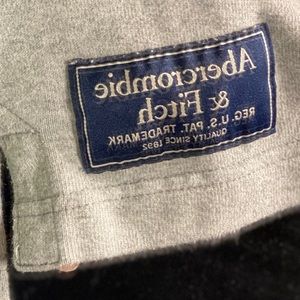 Abercrombie
& Fitch
REG. U.S. PAT. TRADEMARK
QUALITY SINCE 1892